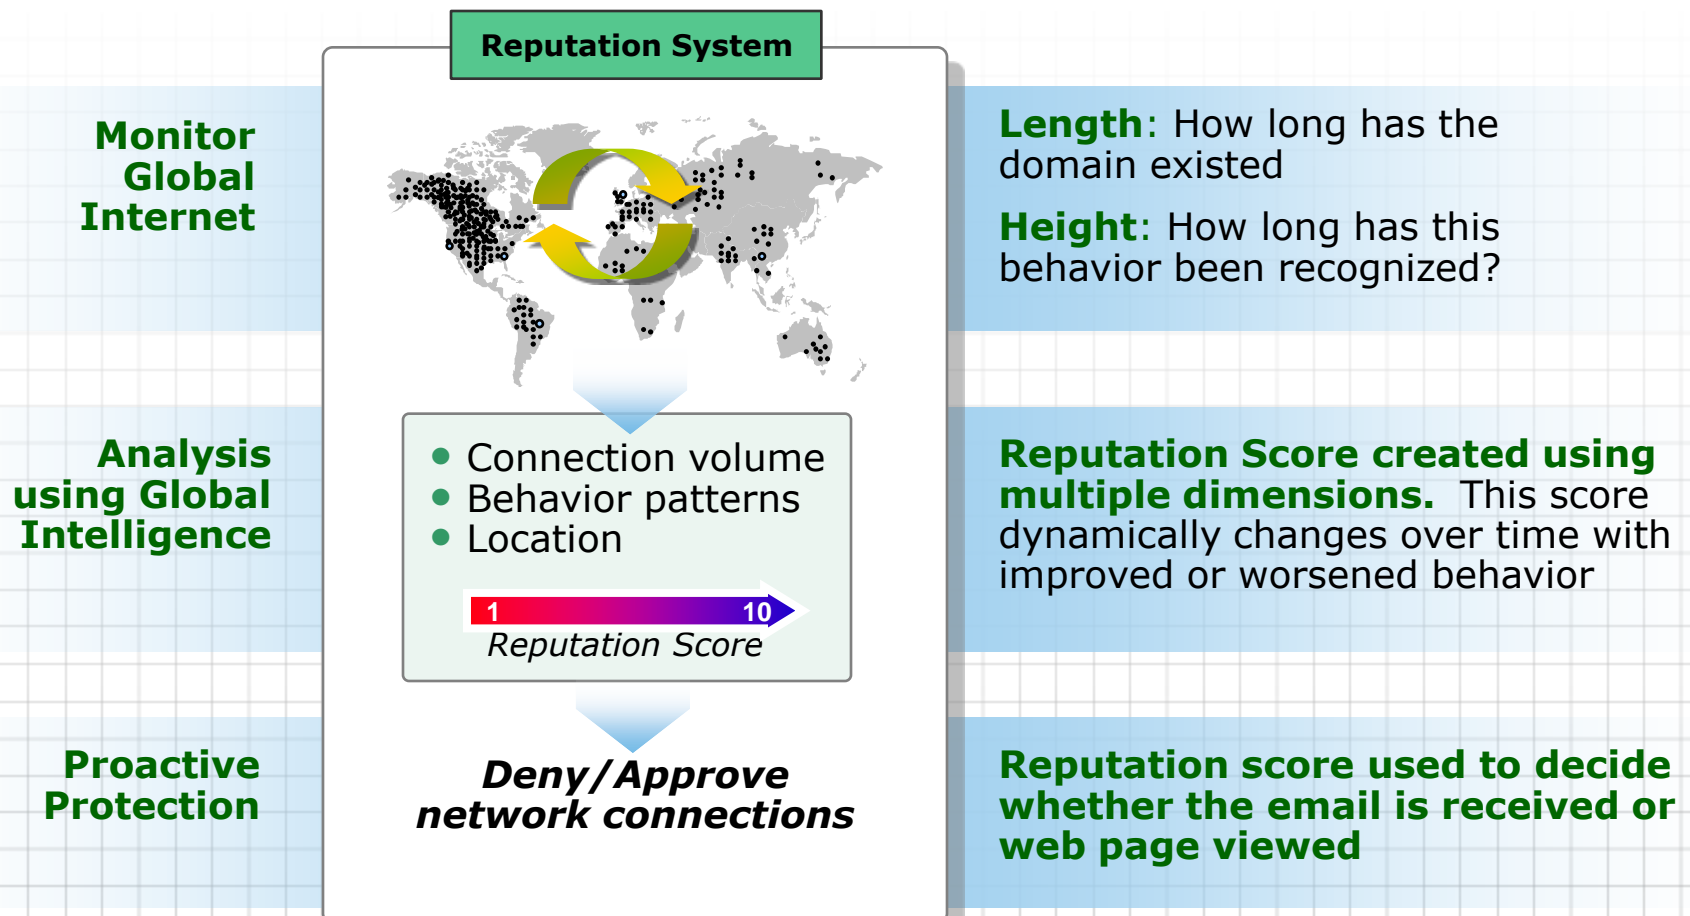 Reputation System
Monitor
Global
Internet
Length: How long has the
domain existed
Height: How long has this
behavior been recognized?
Analysis
using Global
Intelligence
• Connection volume
• Behavior patterns
• Location
1 10
Reputation Score
Reputation Score created using
multiple dimensions. This score
dynamically changes over time with
improved or worsened behavior
Proactive
Protection
Deny/Approve
network connections
Reputation score used to decide
whether the email is received or
web page viewed